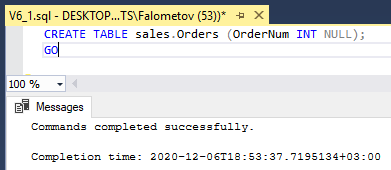 V6_1.sql - DESKTOP...TS\Falometov (53))*
CREATE TABLE sales.Orders (OrderNum INT NULL);
GO
100 %
Messages
Commands completed successfully.
Completion time: 2020-12-06T18:53:37.7195134+03:00